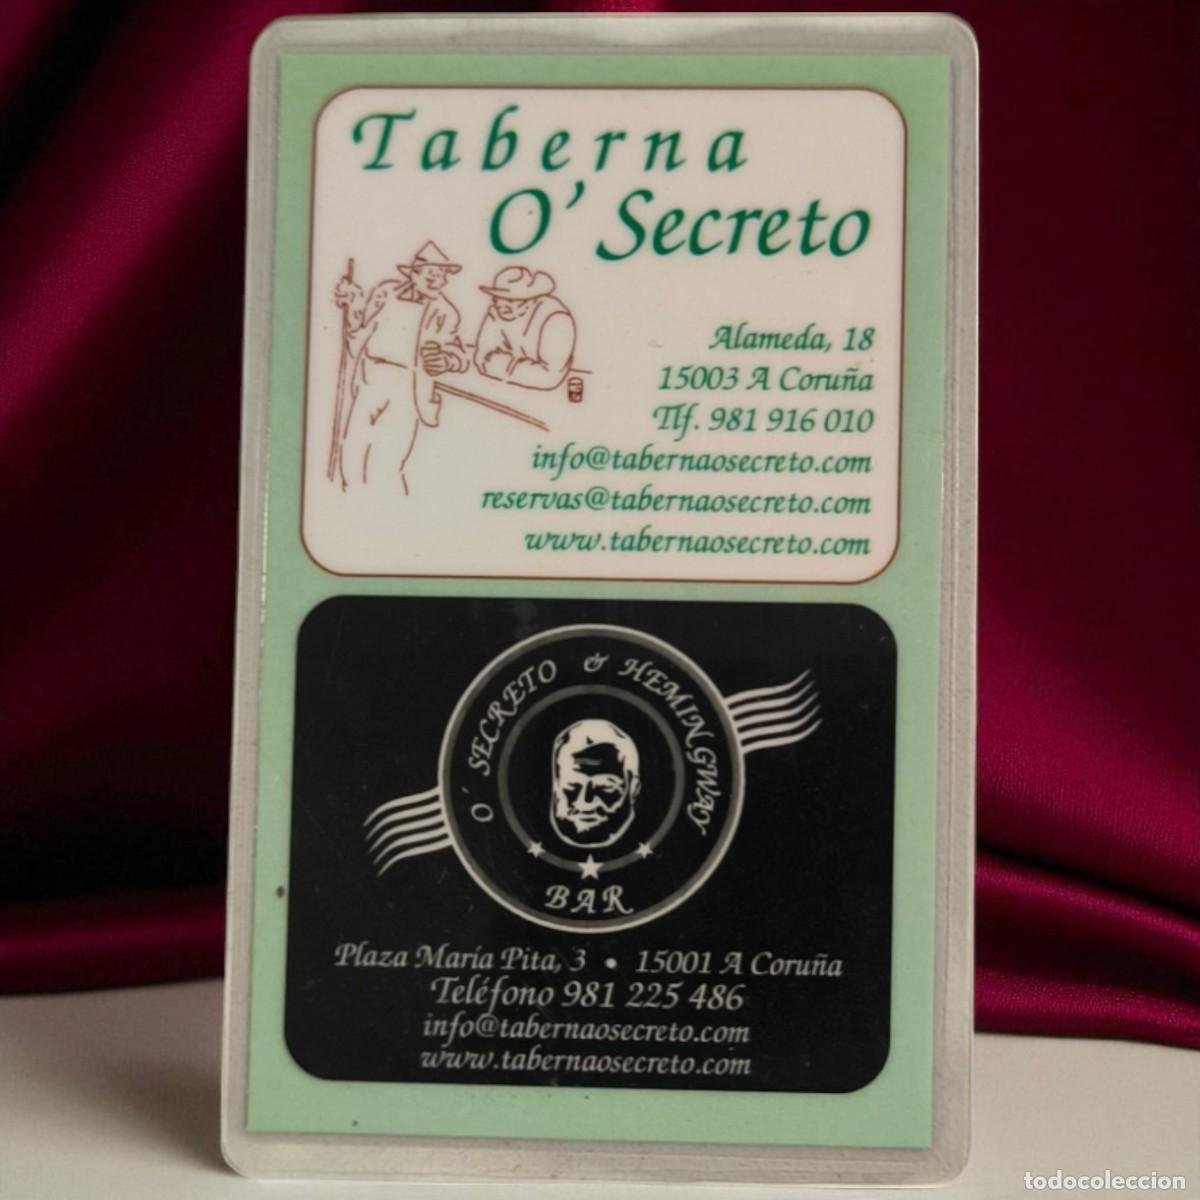 Taberna
O' Secreto
Alameda, 18
15003 A Coruña
Tlf. 981 916 010
info@tabernaosecreto.com
reservas@tabernaosecreto.com
www.tabernaosecreto.com
O' SECRETO & HEMINGWAY
BAR
Plaza María Pita, 3 • 15001 A Coruña
Teléfono 981 225 486
info@tabernaosecreto.com
www.tabernaosecreto.com
todocoleccion